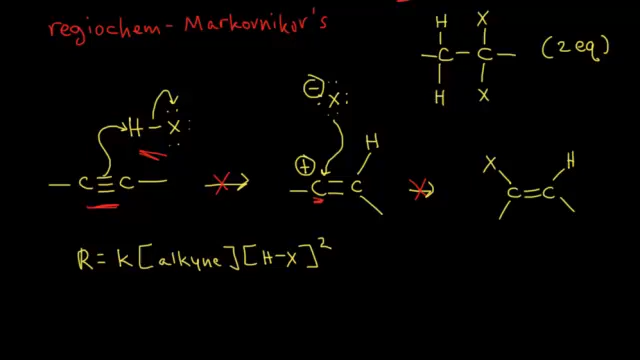 regiochem - Markovnikov's
H X
— C — C — (2 eq)
H X
⊖ :X:
H — X:
⊕ H
— C ≡ C — — C = C X H
C = C
R = K [alkyne] [H-X]²